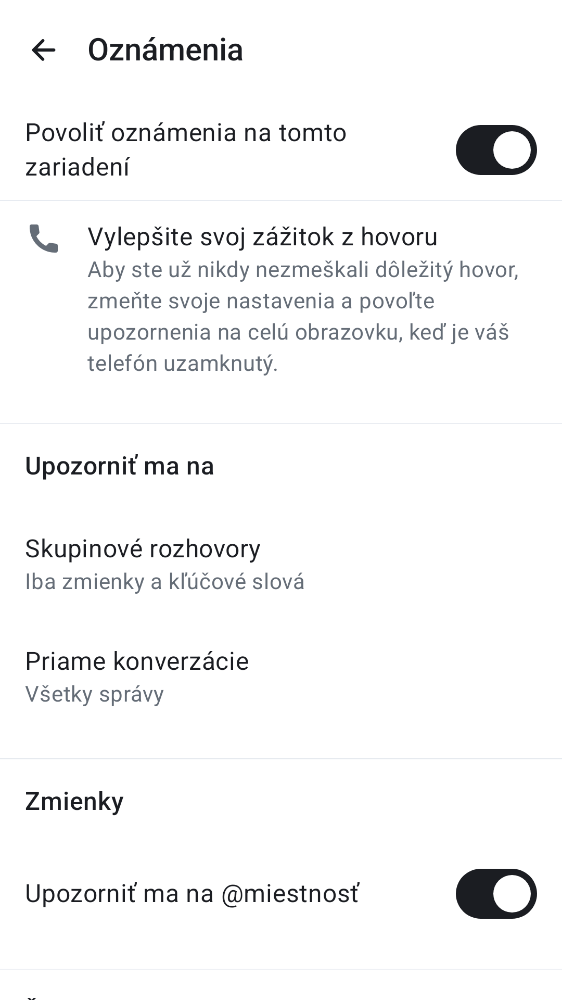 Oznámenia
Povoliť oznámenia na tomto
zariadení
Vylepšite svoj zážitok z hovoru
Aby ste už nikdy nezmeškali dôležitý hovor,
zmeňte svoje nastavenia a povoľte
upozornenia na celú obrazovku, keď je váš
telefón uzamknutý.
Upozorniť ma na
Skupinové rozhovory
Iba zmienky a kľúčové slová
Priame konverzácie
Všetky správy
Zmienky
Upozorniť ma na @miestnosť